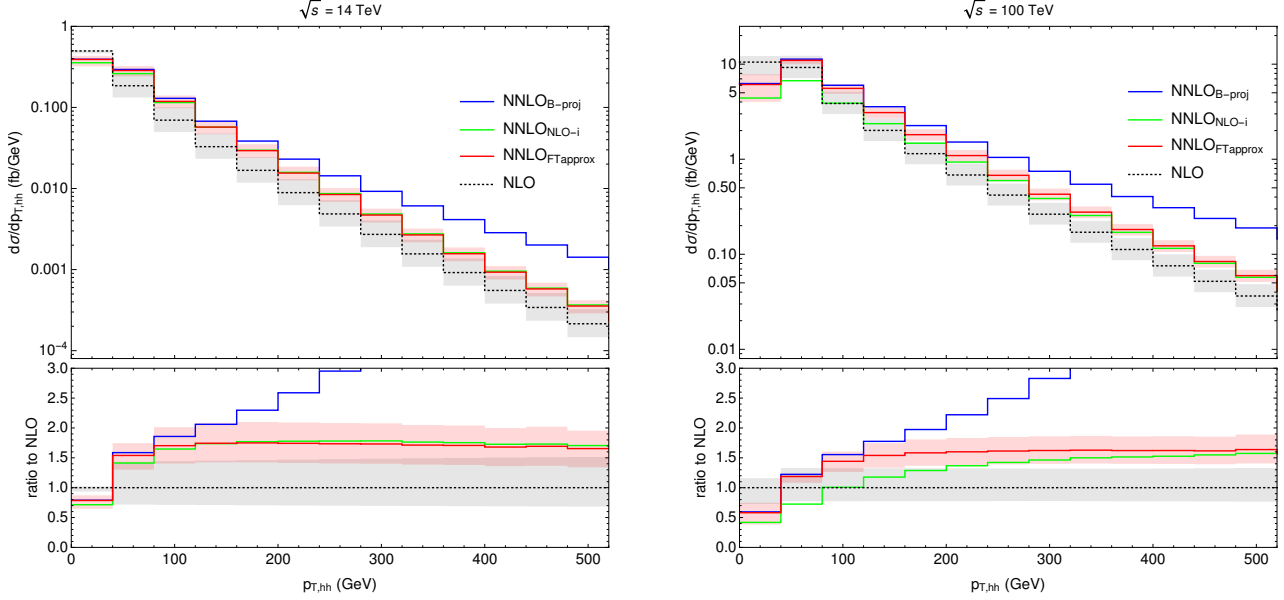 √s = 14 TeV
dσ/dp_T,hh (fb/GeV)
1
0.100
0.010
0.001
10⁻⁴
NNLO_B-proj
NNLO_NLO-i
NNLO_FTapprox
NLO
ratio to NLO
3.0
2.5
2.0
1.5
1.0
0.5
0.0
0 100 200 300 400 500
p_T,hh (GeV)
√s = 100 TeV
dσ/dp_T,hh (fb/GeV)
10
5
1
0.50
0.10
0.05
0.01
NNLO_B-proj
NNLO_NLO-i
NNLO_FTapprox
NLO
ratio to NLO
3.0
2.5
2.0
1.5
1.0
0.5
0.0
0 100 200 300 400 500
p_T,hh (GeV)